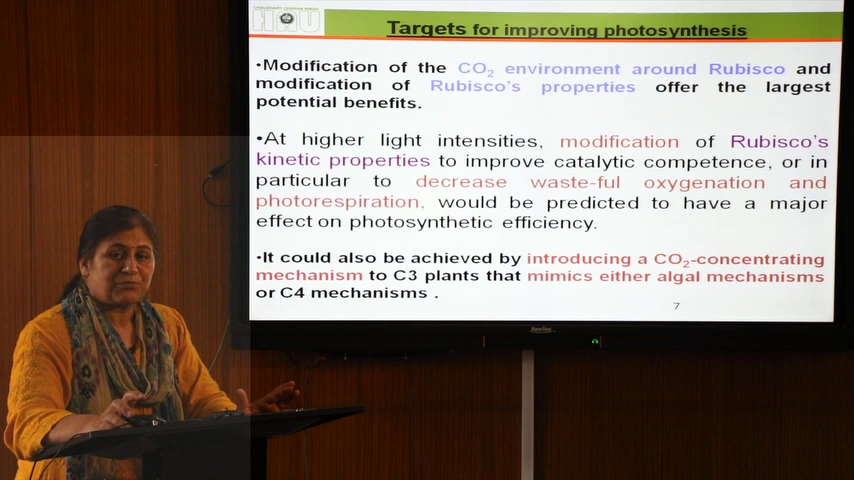 CHAUDHARY CHARAN SINGH
HAU
Targets for improving photosynthesis
•Modification of the CO₂ environment around Rubisco and
modification of Rubisco's properties offer the largest
potential benefits.
•At higher light intensities, modification of Rubisco's
kinetic properties to improve catalytic competence, or in
particular to decrease waste-ful oxygenation and
photorespiration, would be predicted to have a major
effect on photosynthetic efficiency.
•It could also be achieved by introducing a CO₂-concentrating
mechanism to C3 plants that mimics either algal mechanisms
or C4 mechanisms .
7